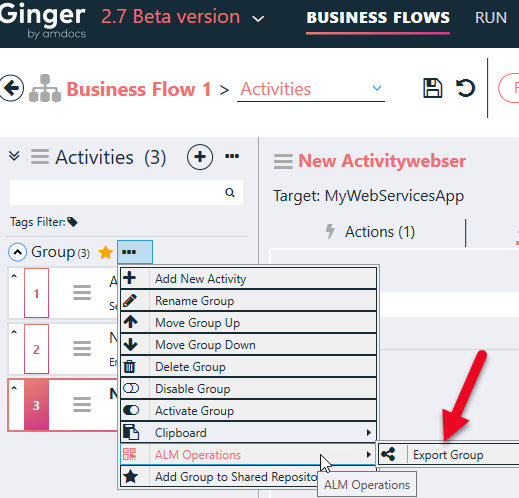 Ginger 2.7 Beta version BUSINESS FLOWS RUN
by amdocs
Business Flow 1 > Activities
Activities (3)
New Activitywebser
Target: MyWebServicesApp
Tags Filter:
Actions (1)
Group (3)
1
Add New Activity
Rename Group
Move Group Up
2
Move Group Down
Delete Group
Disable Group
3
Activate Group
Clipboard
ALM Operations
Export Group
Add Group to Shared Reposito
ALM Operations